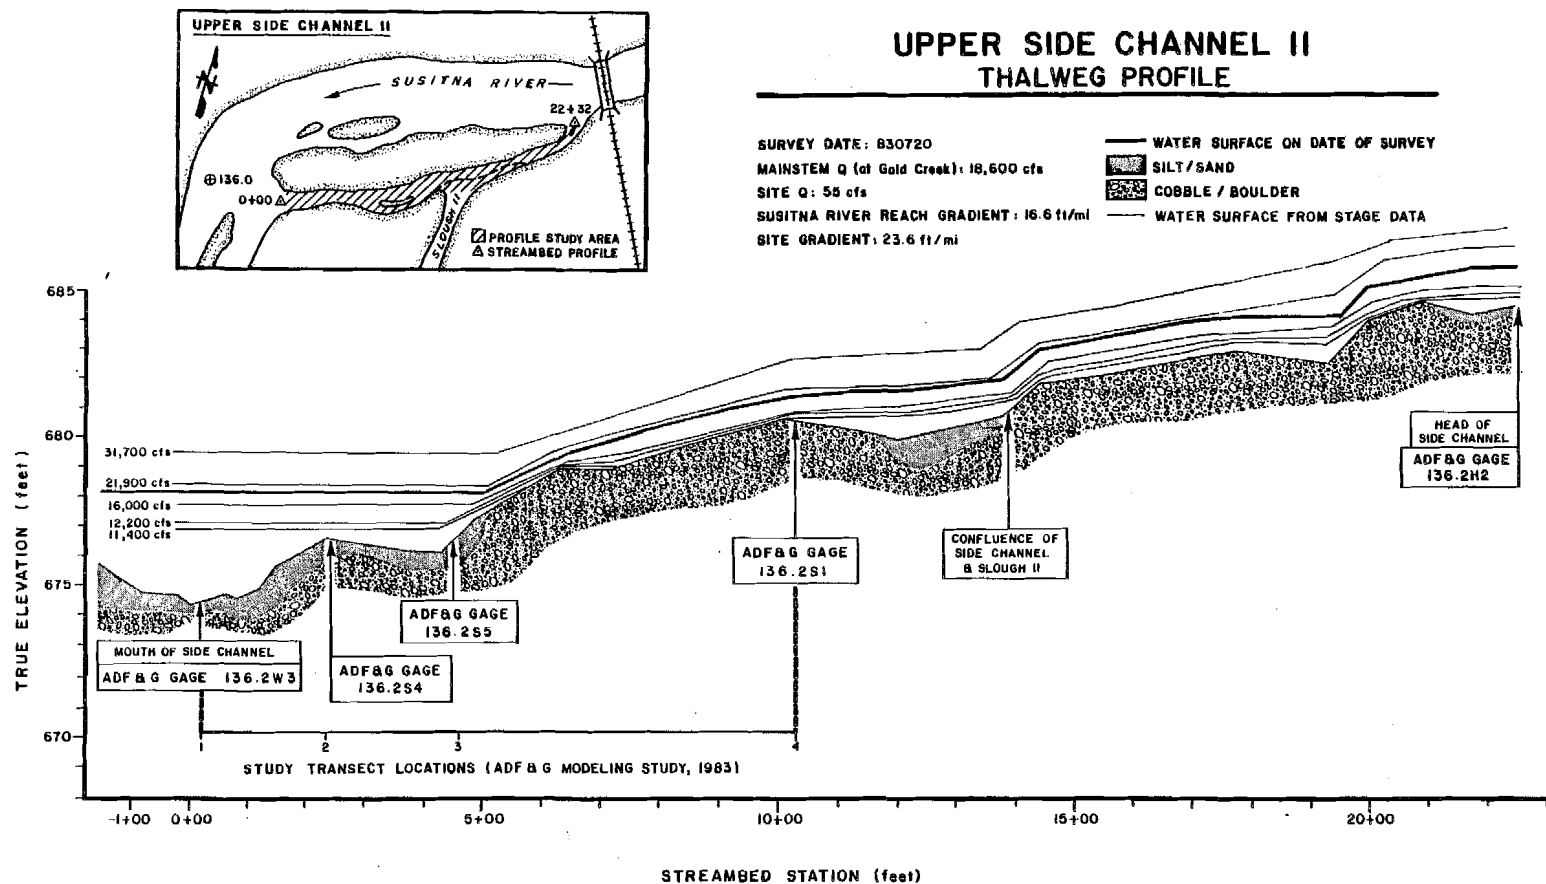 UPPER SIDE CHANNEL 11
N
SUSITNA RIVER
22+32
136.0
0+00
SLOUGH 11
PROFILE STUDY AREA
STREAMBED PROFILE
UPPER SIDE CHANNEL 11
THALWEG PROFILE
SURVEY DATE: 830720
MAINSTEM Q (at Gold Creek): 18,600 cfs
SITE Q: 55 cfs
SUSITNA RIVER REACH GRADIENT: 16.6 ft/mi
SITE GRADIENT: 23.6 ft/mi
WATER SURFACE ON DATE OF SURVEY
SILT/SAND
COBBLE / BOULDER
WATER SURFACE FROM STAGE DATA
TRUE ELEVATION (feet)
685
680
675
670
31,700 cfs
21,900 cfs
16,000 cfs
12,200 cfs
11,400 cfs
MOUTH OF SIDE CHANNEL
ADF & G GAGE 136.2W3
ADF & G GAGE
136.2S4
ADF & G GAGE
136.2S5
ADF & G GAGE
136.2S1
CONFLUENCE OF
SIDE CHANNEL
& SLOUGH 11
HEAD OF
SIDE CHANNEL
ADF & G GAGE
136.2H2
1 2 3 4
STUDY TRANSECT LOCATIONS (ADF & G MODELING STUDY, 1983)
-1+00 0+00 5+00 10+00 15+00 20+00
STREAMBED STATION (feet)